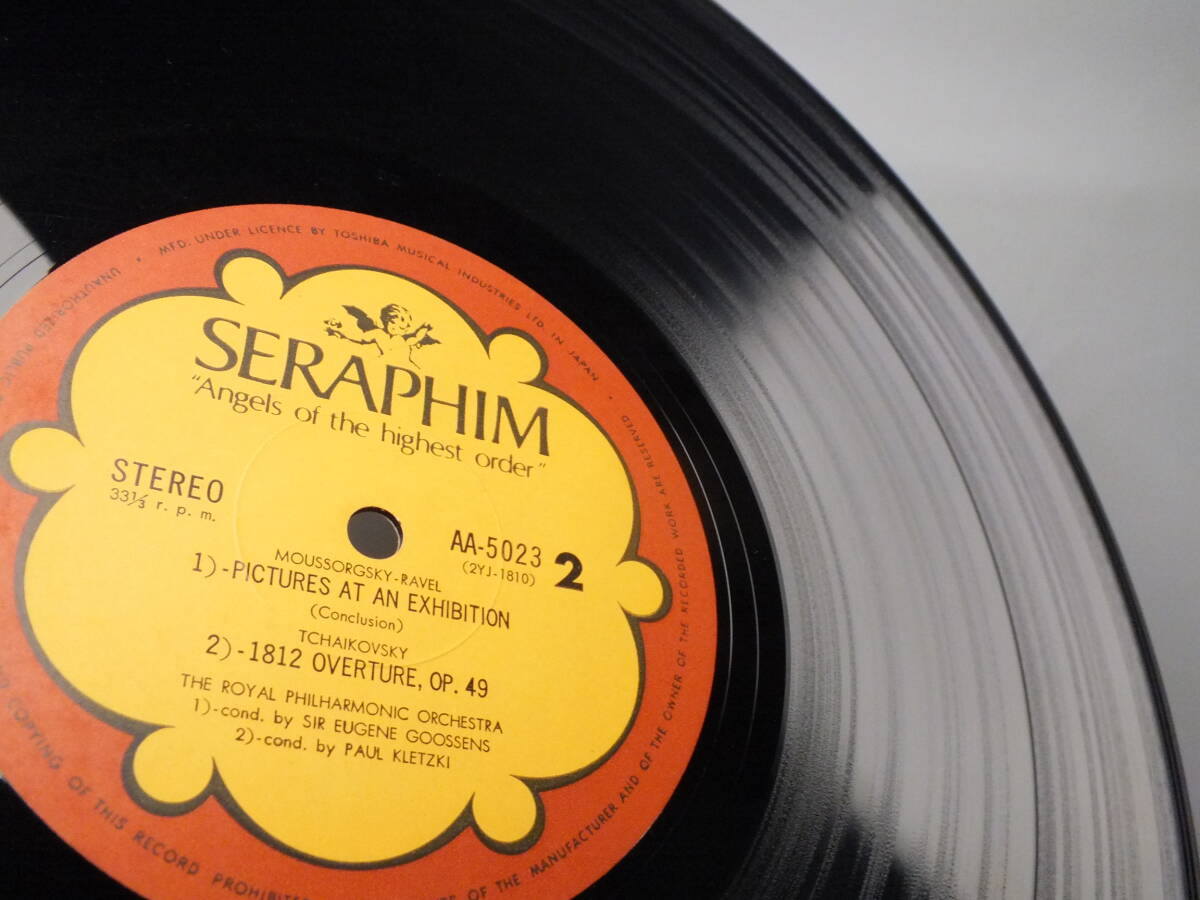 MFD. UNDER LICENCE BY TOSHIBA MUSICAL INDUSTRIES LTD. IN JAPAN •
SERAPHIM
"Angels of the highest order"
STEREO
33⅓ r. p. m.
AA-5023
(2YJ-1810)
2
MOUSSORGSKY-RAVEL
1)-PICTURES AT AN EXHIBITION
(Conclusion)
TCHAIKOVSKY
2)-1812 OVERTURE, OP. 49
THE ROYAL PHILHARMONIC ORCHESTRA
1)-cond. by SIR EUGENE GOOSSENS
2)-cond. by PAUL KLETZKI
• UNAUTHORIZED PUBLIC
COPYING OF THIS RECORD PROHIBITED
OF THE MANUFACTURER AND OF THE OWNER OF THE RECORDED WORK ARE RESERVED